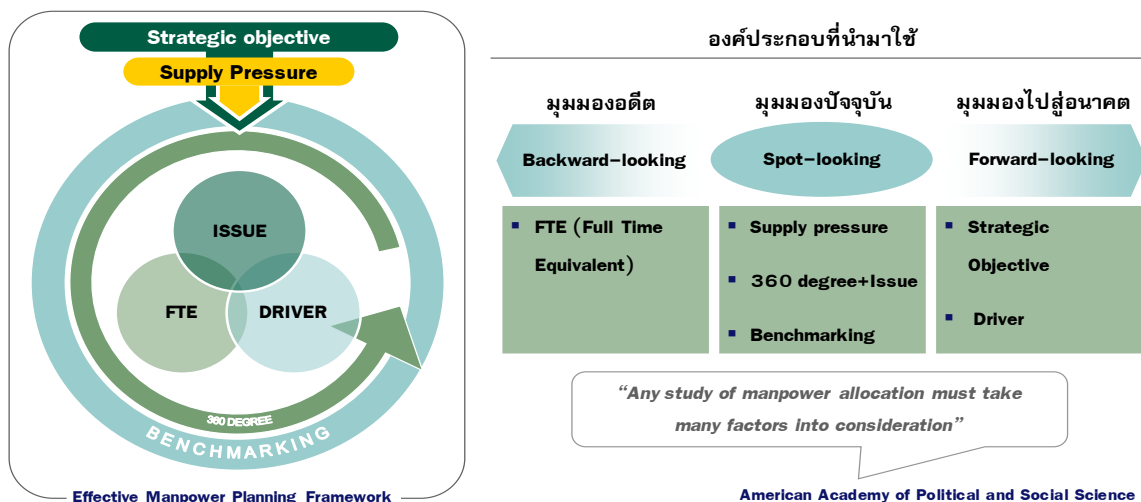 Strategic objective
Supply Pressure
ISSUE
FTE
DRIVER
360 DEGREE
BENCHMARKING
Effective Manpower Planning Framework
องค์ประกอบที่นำมาใช้
มุมมองอดีต
มุมมองปัจจุบัน
มุมมองไปสู่อนาคต
Backward-looking
Spot-looking
Forward-looking
▪ FTE (Full Time
Equivalent)
▪ Supply pressure
▪ 360 degree+Issue
▪ Benchmarking
▪ Strategic
Objective
▪ Driver
“Any study of manpower allocation must take
many factors into consideration”
American Academy of Political and Social Science